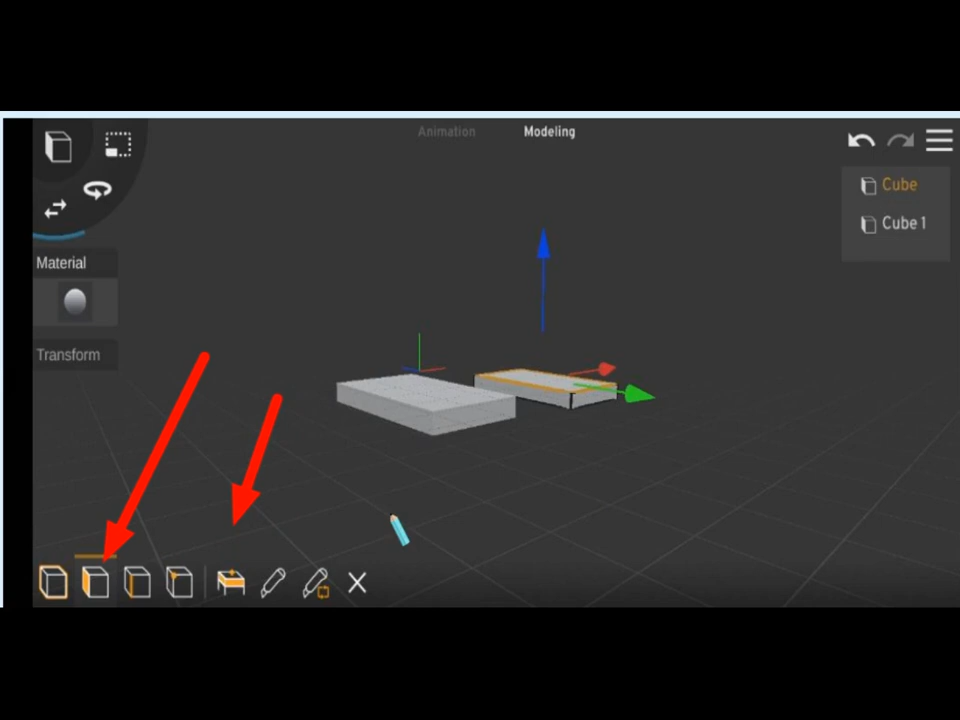 Animation
Modeling
Cube
Cube 1
Material
Transform